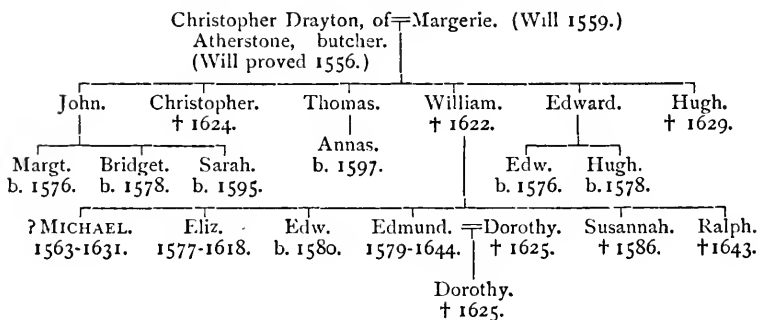 Christopher Drayton, of = Margerie. (Will 1559.)
Atherstone, butcher.
(Will proved 1556.)
John. Christopher. Thomas. William. Edward. Hugh.
† 1624. † 1622. † 1629.
Annas.
b. 1597.
Margt. Bridget. Sarah. Edw. Hugh.
b. 1576. b. 1578. b. 1595. b. 1576. b. 1578.
? MICHAEL. Eliz. Edw. Edmund. = Dorothy. Susannah. Ralph.
1563-1631. 1577-1618. b. 1580. 1579-1644. † 1625. † 1586. † 1643.
Dorothy.
† 1625.